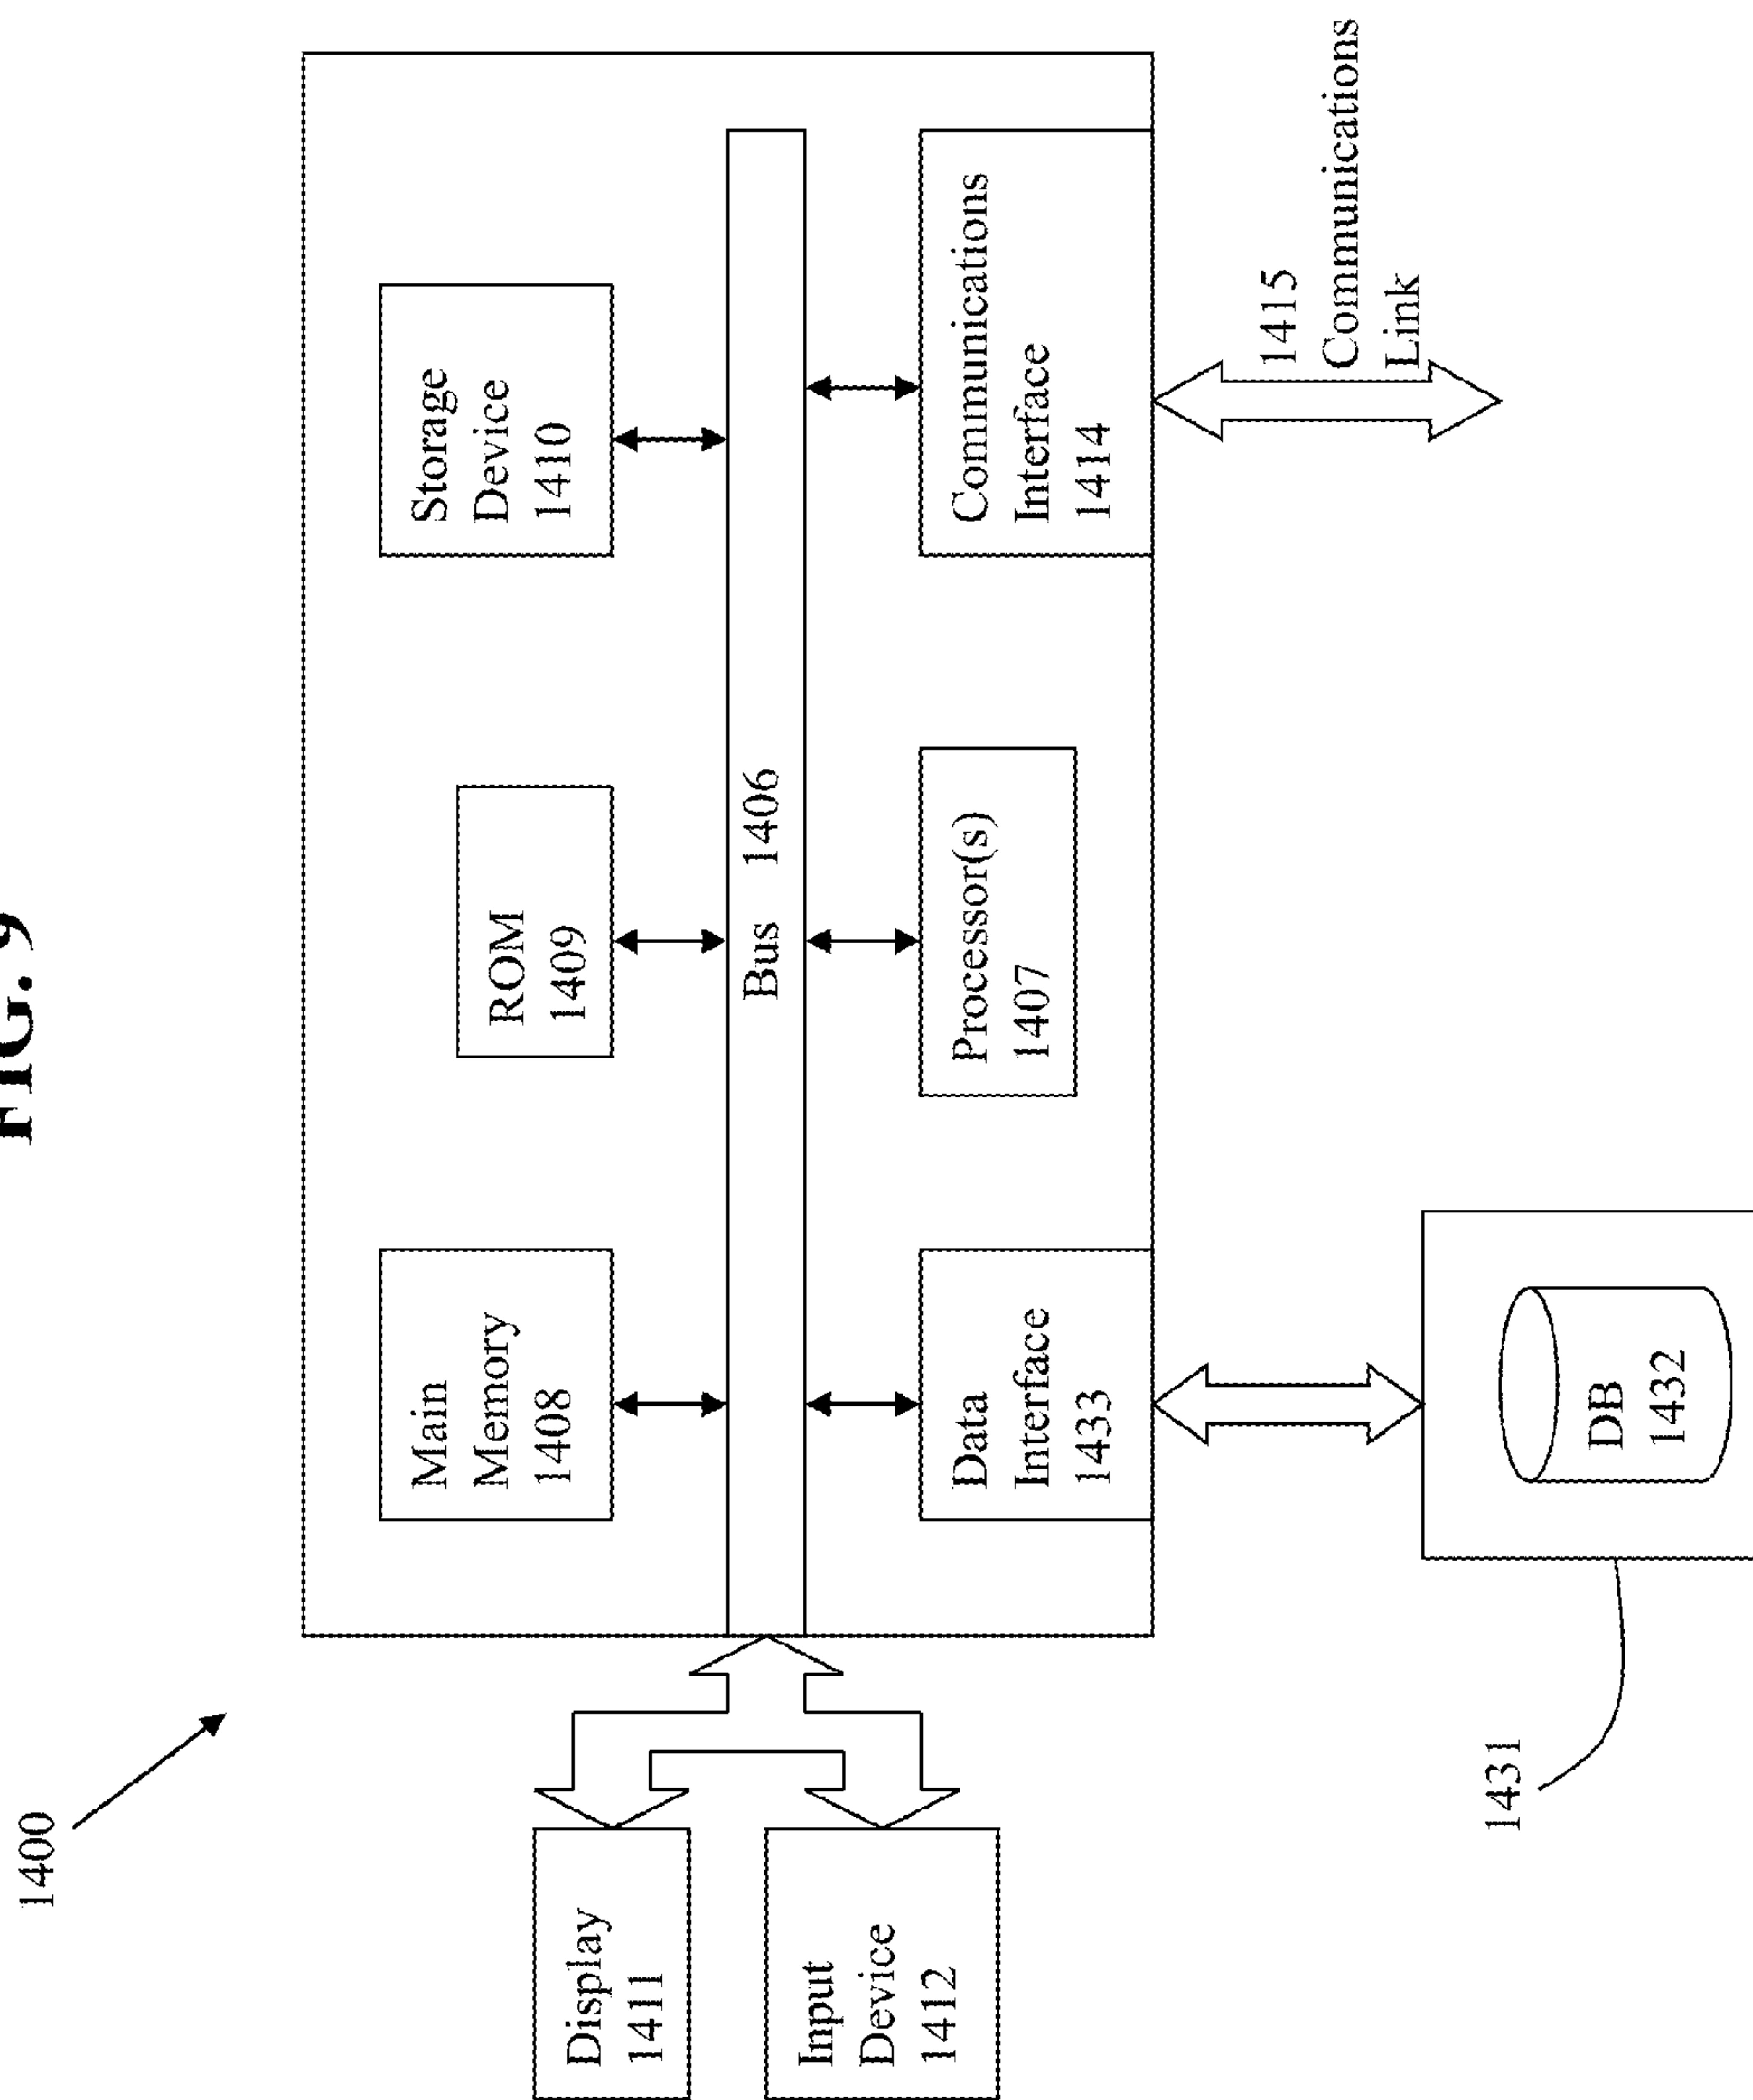 FIG. 9
1400
Main
Memory
1408
ROM
1409
Storage
Device
1410
Display
1411
Bus 1406
Input
Device
1412
Data
Interface
1433
Processor(s)
1407
Communications
Interface
1414
1415
Communications
Link
1431
DB
1432